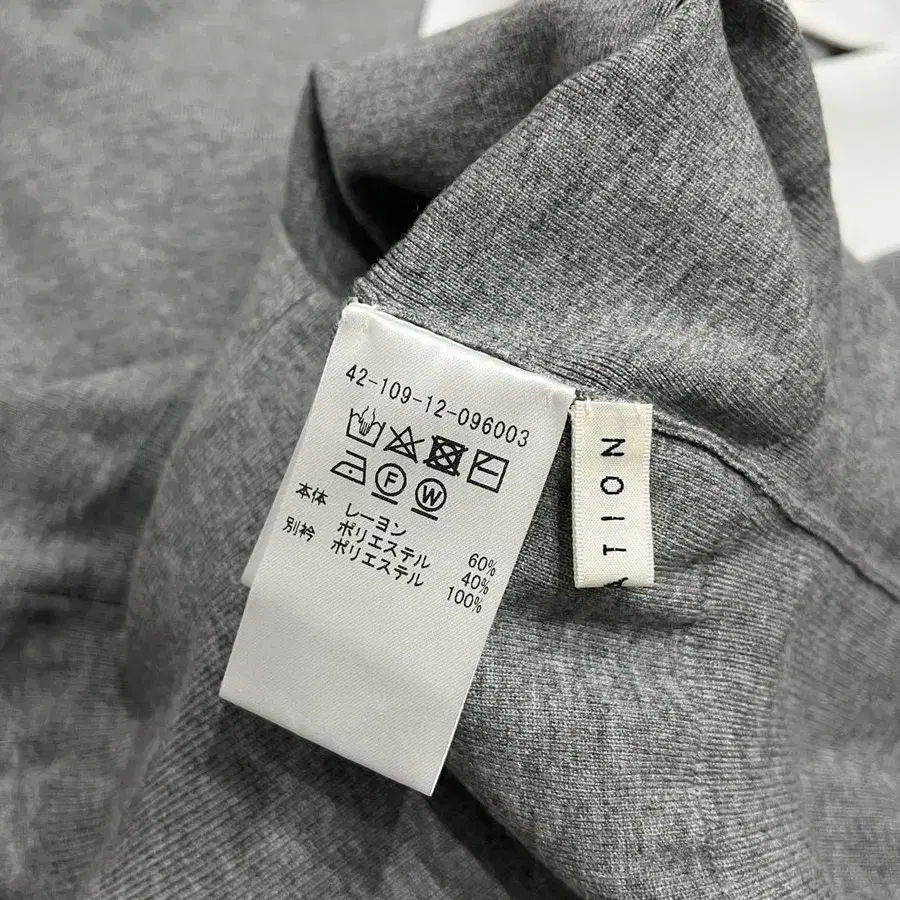 42-109-12-096003
F W
本体 レーヨン 60%
ポリエステル 40%
別衿 ポリエステル 100%
ATION